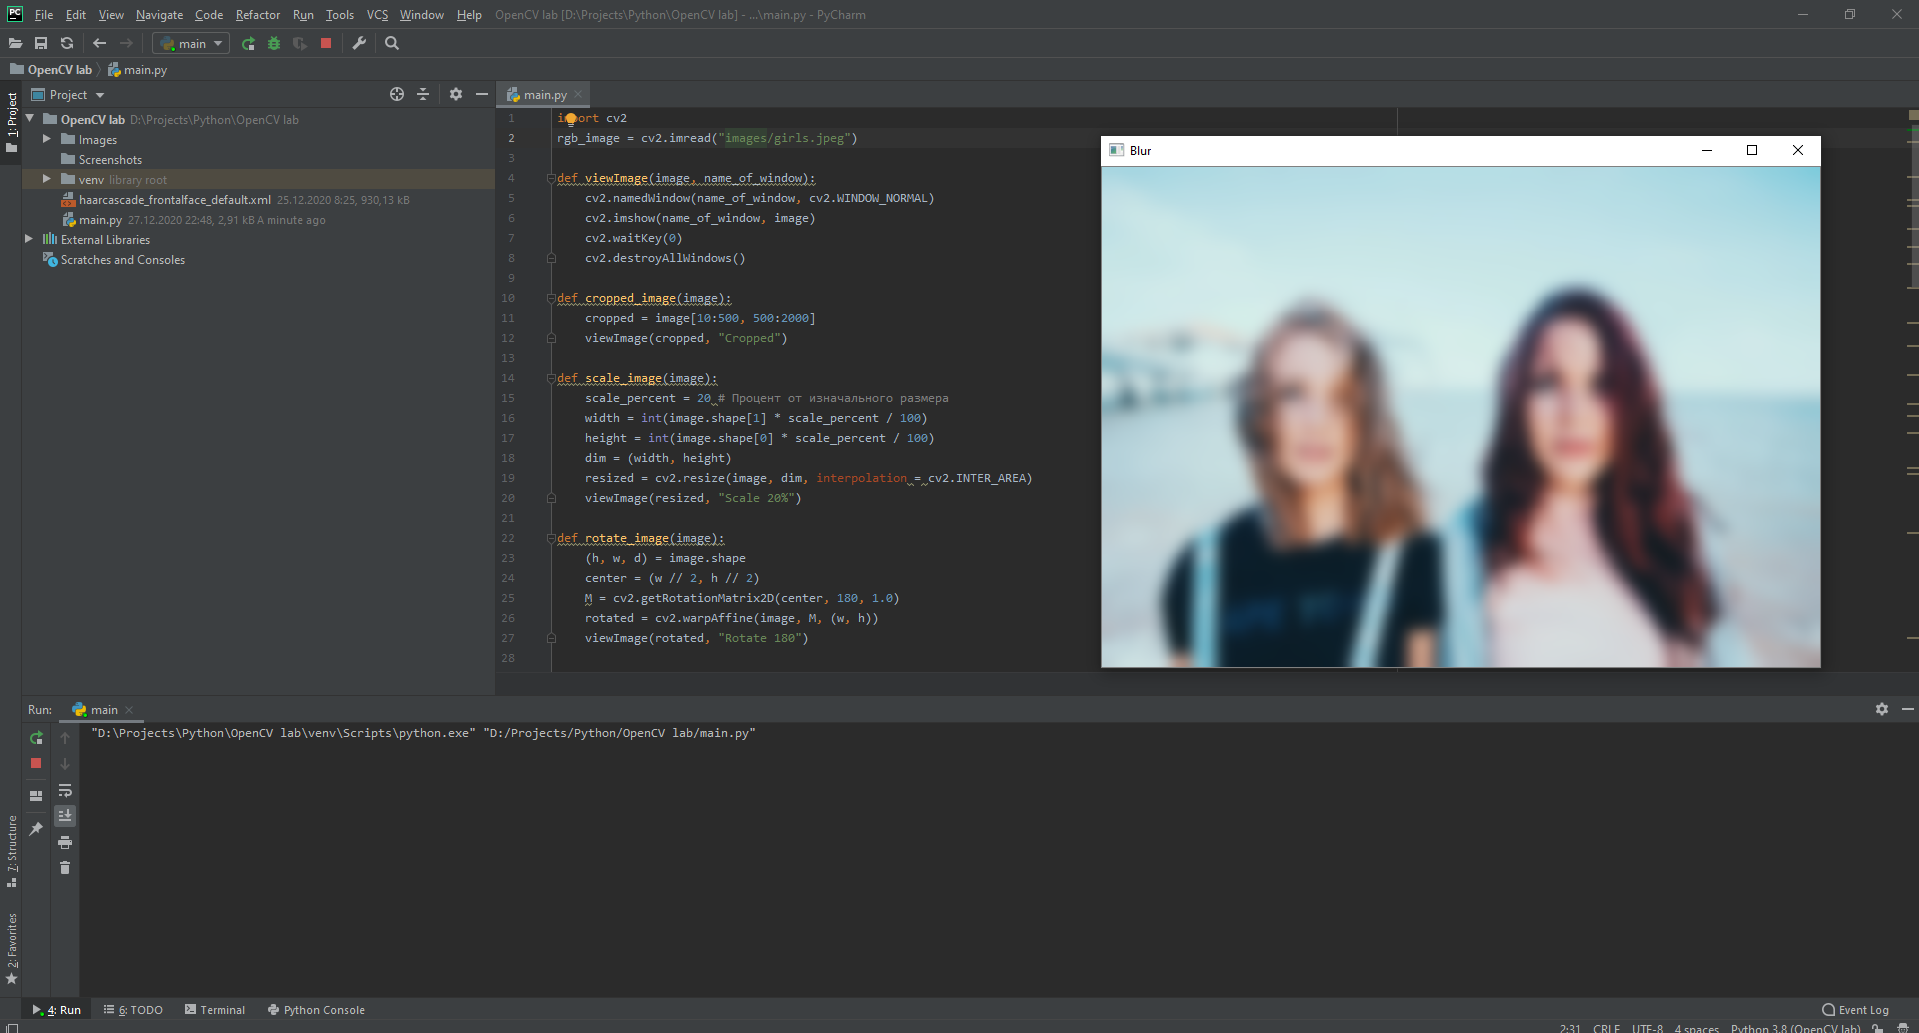 PC File Edit View Navigate Code Refactor Run Tools VCS Window Help OpenCV lab [D:\Projects\Python\OpenCV lab] - ...\main.py - PyCharm
main
OpenCV lab main.py
1: Project
Project
OpenCV lab D:\Projects\Python\OpenCV lab
Images
Screenshots
venv library root
haarcascade_frontalface_default.xml 25.12.2020 8:25, 930,13 kB
main.py 27.12.2020 22:48, 2,91 kB A minute ago
External Libraries
Scratches and Consoles
main.py
1 import cv2
2 rgb_image = cv2.imread("images/girls.jpeg")
3
4 def viewImage(image, name_of_window):
5 cv2.namedWindow(name_of_window, cv2.WINDOW_NORMAL)
6 cv2.imshow(name_of_window, image)
7 cv2.waitKey(0)
8 cv2.destroyAllWindows()
9
10 def cropped_image(image):
11 cropped = image[10:500, 500:2000]
12 viewImage(cropped, "Cropped")
13
14 def scale_image(image):
15 scale_percent = 20 # Процент от изначального размера
16 width = int(image.shape[1] * scale_percent / 100)
17 height = int(image.shape[0] * scale_percent / 100)
18 dim = (width, height)
19 resized = cv2.resize(image, dim, interpolation = cv2.INTER_AREA)
20 viewImage(resized, "Scale 20%")
21
22 def rotate_image(image):
23 (h, w, d) = image.shape
24 center = (w // 2, h // 2)
25 M = cv2.getRotationMatrix2D(center, 180, 1.0)
26 rotated = cv2.warpAffine(image, M, (w, h))
27 viewImage(rotated, "Rotate 180")
28
Blur
Run: main
"D:\Projects\Python\OpenCV lab\venv\Scripts\python.exe" "D:/Projects/Python/OpenCV lab/main.py"
7: Structure
2: Favorites
4: Run 6: TODO Terminal Python Console Event Log
2:31 CRLF UTF-8 4 spaces Python 3.8 (OpenCV lab)